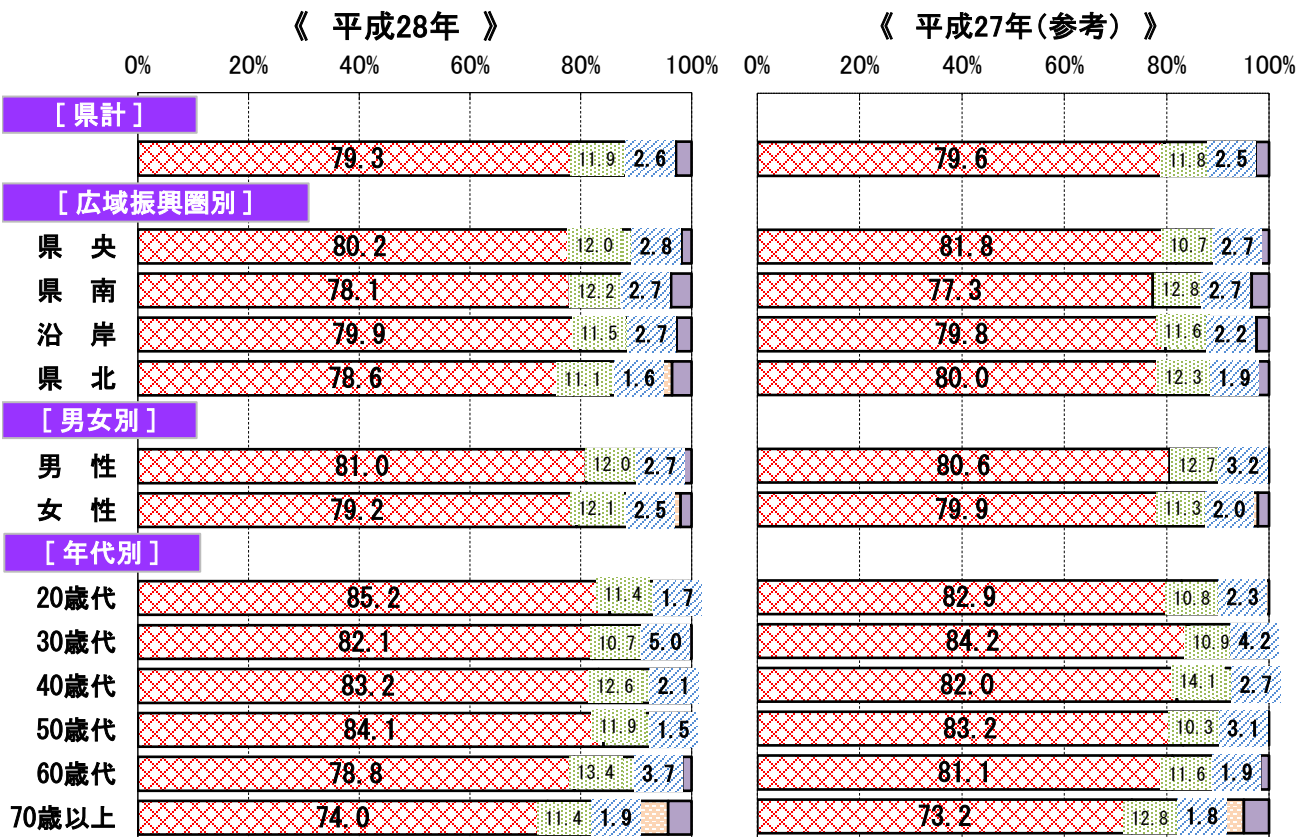 《 平成28年 》 《 平成27年(参考) 》
0% 20% 40% 60% 80% 100% 0% 20% 40% 60% 80% 100%
[ 県計 ]
79.3 11.9 2.6 79.6 11.8 2.5
[ 広域振興圏別 ]
県 央 80.2 12.0 2.8 81.8 10.7 2.7
県 南 78.1 12.2 2.7 77.3 12.8 2.7
沿 岸 79.9 11.5 2.7 79.8 11.6 2.2
県 北 78.6 11.1 1.6 80.0 12.3 1.9
[ 男女別 ]
男 性 81.0 12.0 2.7 80.6 12.7 3.2
女 性 79.2 12.1 2.5 79.9 11.3 2.0
[ 年代別 ]
20歳代 85.2 11.4 1.7 82.9 10.8 2.3
30歳代 82.1 10.7 5.0 84.2 10.9 4.2
40歳代 83.2 12.6 2.1 82.0 14.1 2.7
50歳代 84.1 11.9 1.5 83.2 10.3 3.1
60歳代 78.8 13.4 3.7 81.1 11.6 1.9
70歳以上 74.0 11.4 1.9 73.2 12.8 1.8